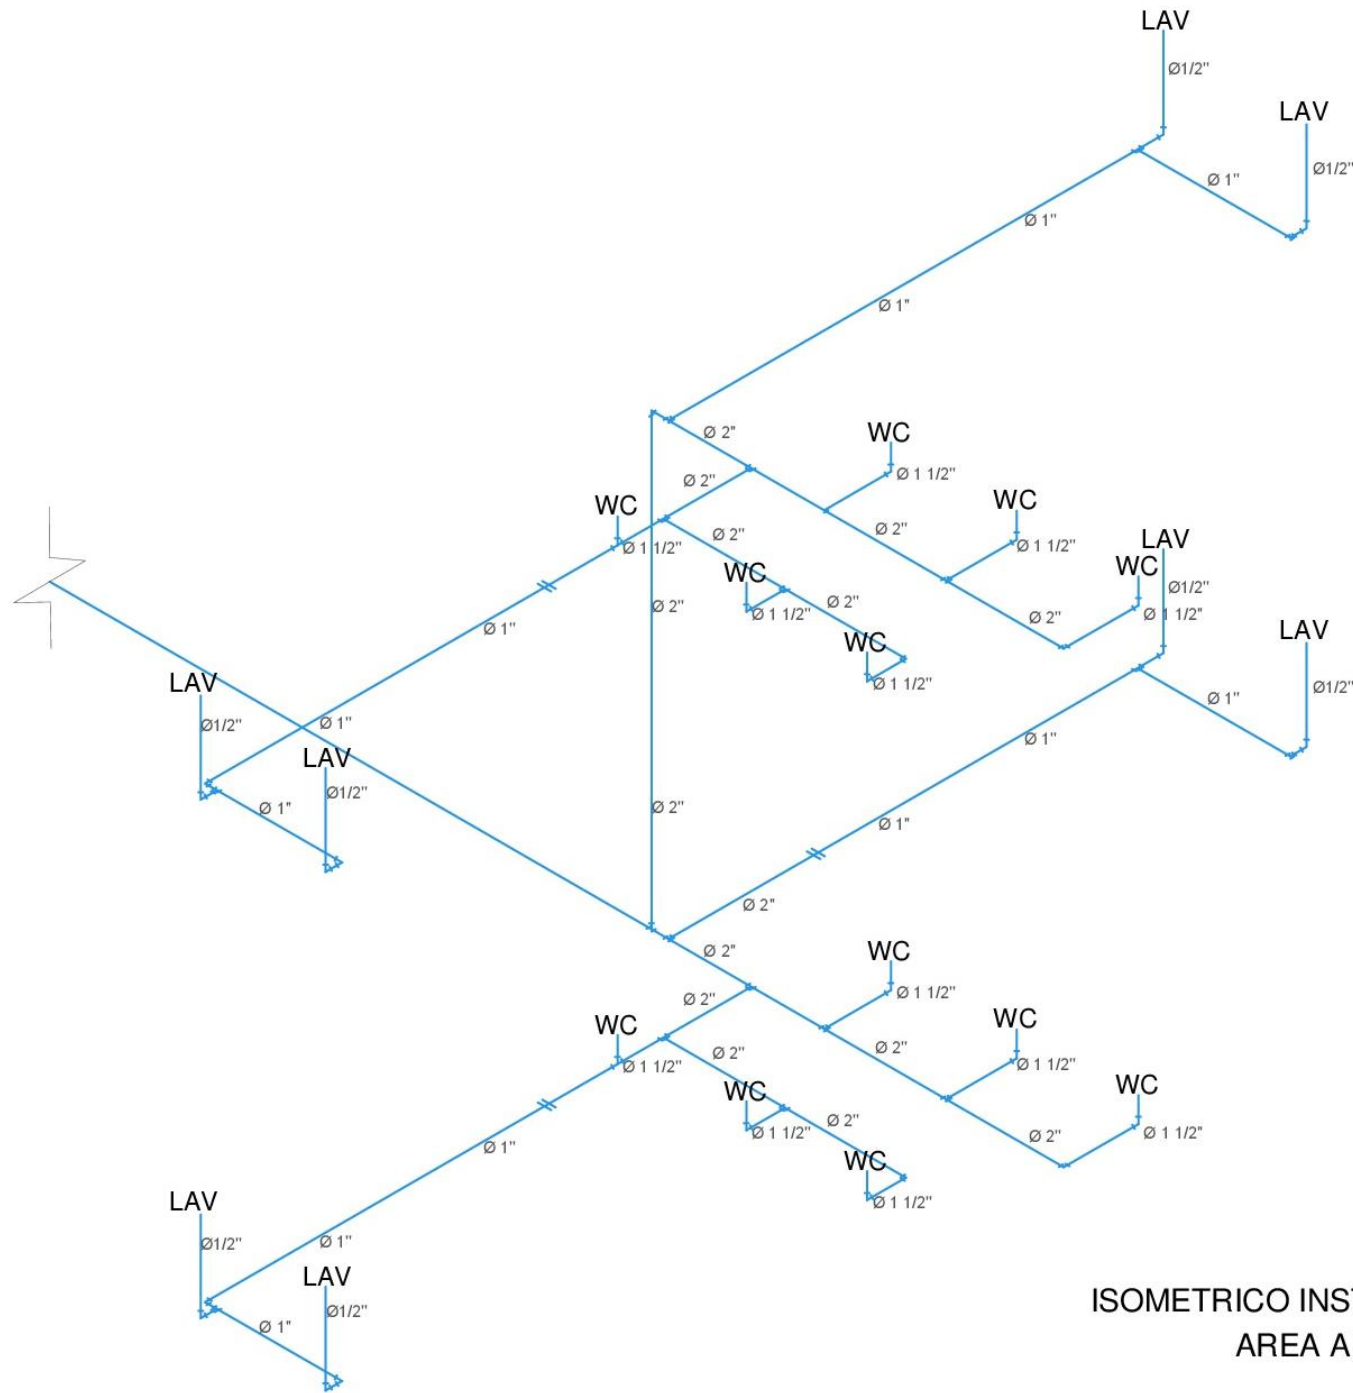 LAV
Ø1/2"
LAV
Ø1/2"
Ø 1"
Ø 1"
Ø 1"
Ø 2"
WC
Ø 1 1/2"
Ø 2"
WC
Ø 1 1/2"
WC
Ø 1 1/2"
Ø 2"
Ø 2"
LAV
Ø1/2"
WC
Ø 1 1/2"
WC
Ø 1 1/2"
Ø 2"
Ø 2"
Ø 2"
Ø 1"
LAV
Ø1/2"
WC
Ø 1 1/2"
Ø 1"
LAV
Ø1/2"
Ø 1"
Ø 1"
LAV
Ø1/2"
Ø 1"
Ø 2"
Ø 1"
Ø 2"
Ø 2"
WC
Ø 1 1/2"
Ø 2"
WC
Ø 1 1/2"
WC
Ø 1 1/2"
Ø 2"
Ø 2"
WC
Ø 1 1/2"
WC
Ø 1 1/2"
Ø 2"
Ø 2"
Ø 1"
WC
Ø 1 1/2"
LAV
Ø1/2"
Ø 1"
LAV
Ø1/2"
Ø 1"
ISOMETRICO
AREA A